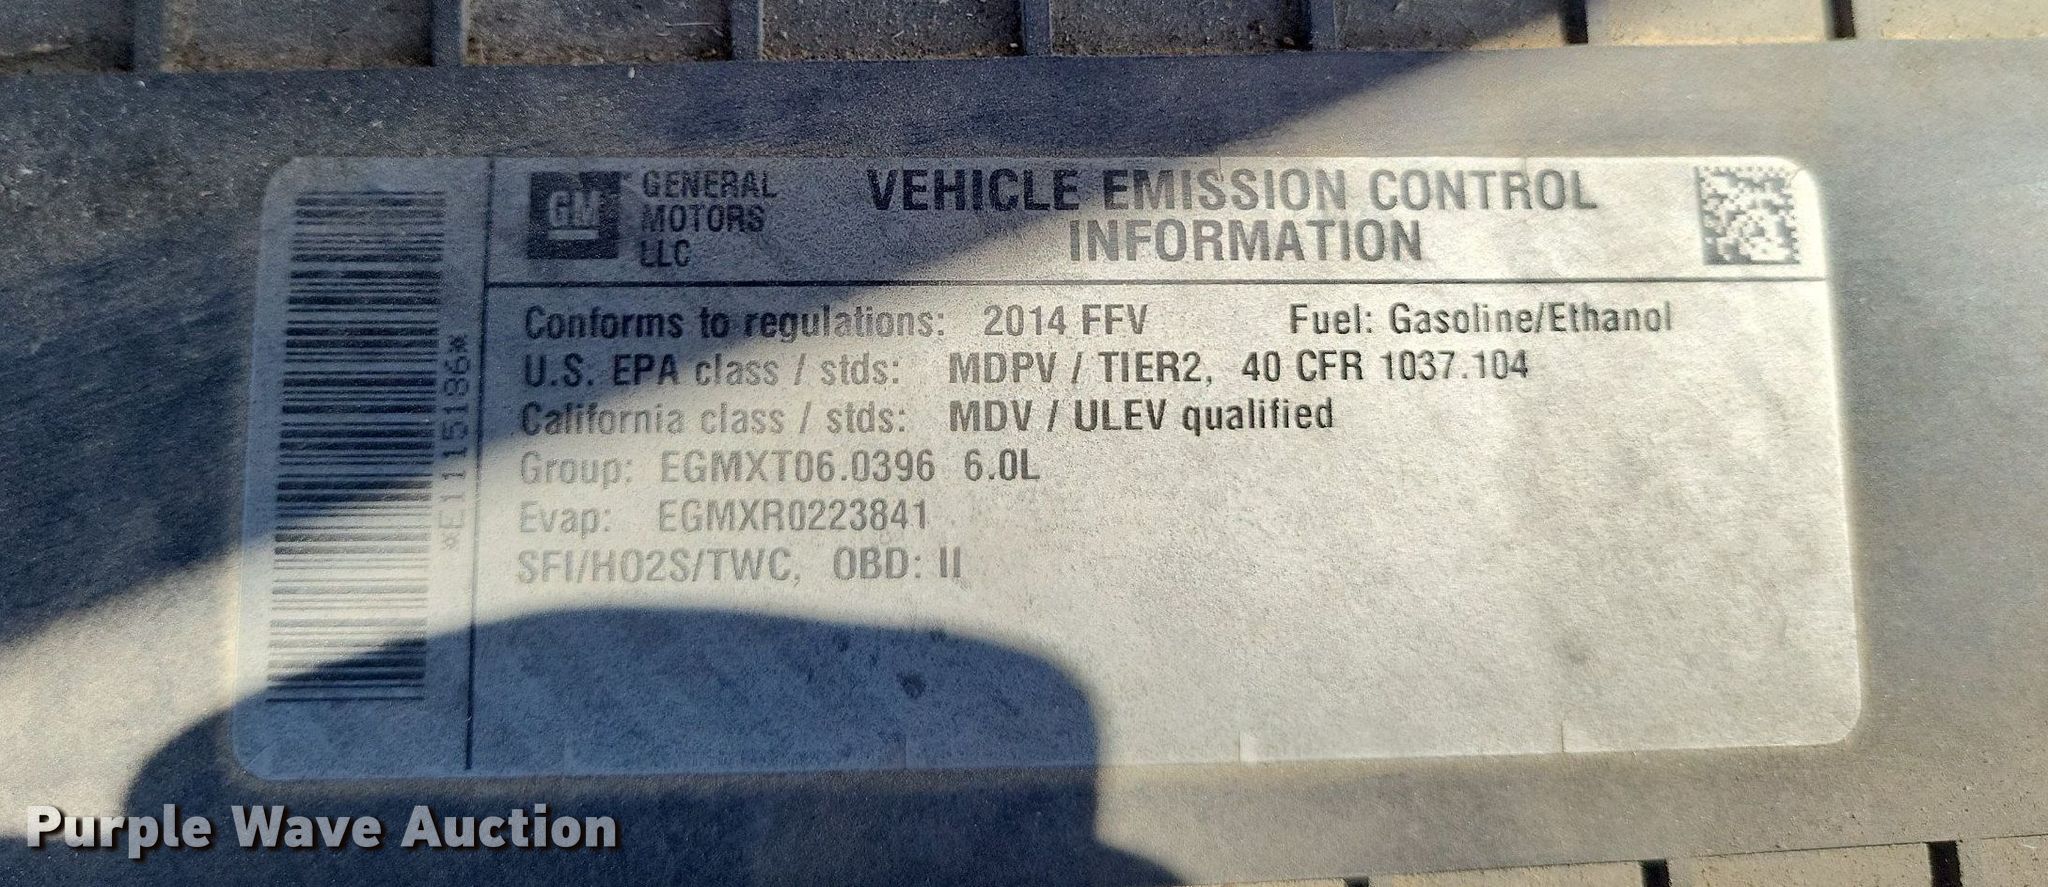 GM GENERAL MOTORS LLC
VEHICLE EMISSION CONTROL
INFORMATION
Conforms to regulations: 2014 FFV Fuel: Gasoline/Ethanol
U.S. EPA class / stds: MDPV / TIER2, 40 CFR 1037.104
California class / stds: MDV / ULEV qualified
Group: EGMXT06.0396 6.0L
Evap: EGMXR0223841
SFI/HO2S/TWC, OBD: II
*E1115186*
Purple Wave Auction